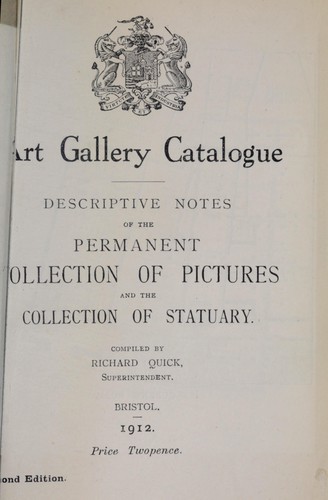 Art Gallery Catalogue
DESCRIPTIVE NOTES
OF THE
PERMANENT
COLLECTION OF PICTURES
AND THE
COLLECTION OF STATUARY.
COMPILED BY
RICHARD QUICK,
SUPERINTENDENT.
BRISTOL.
1912.
Price Twopence.
ond Edition.